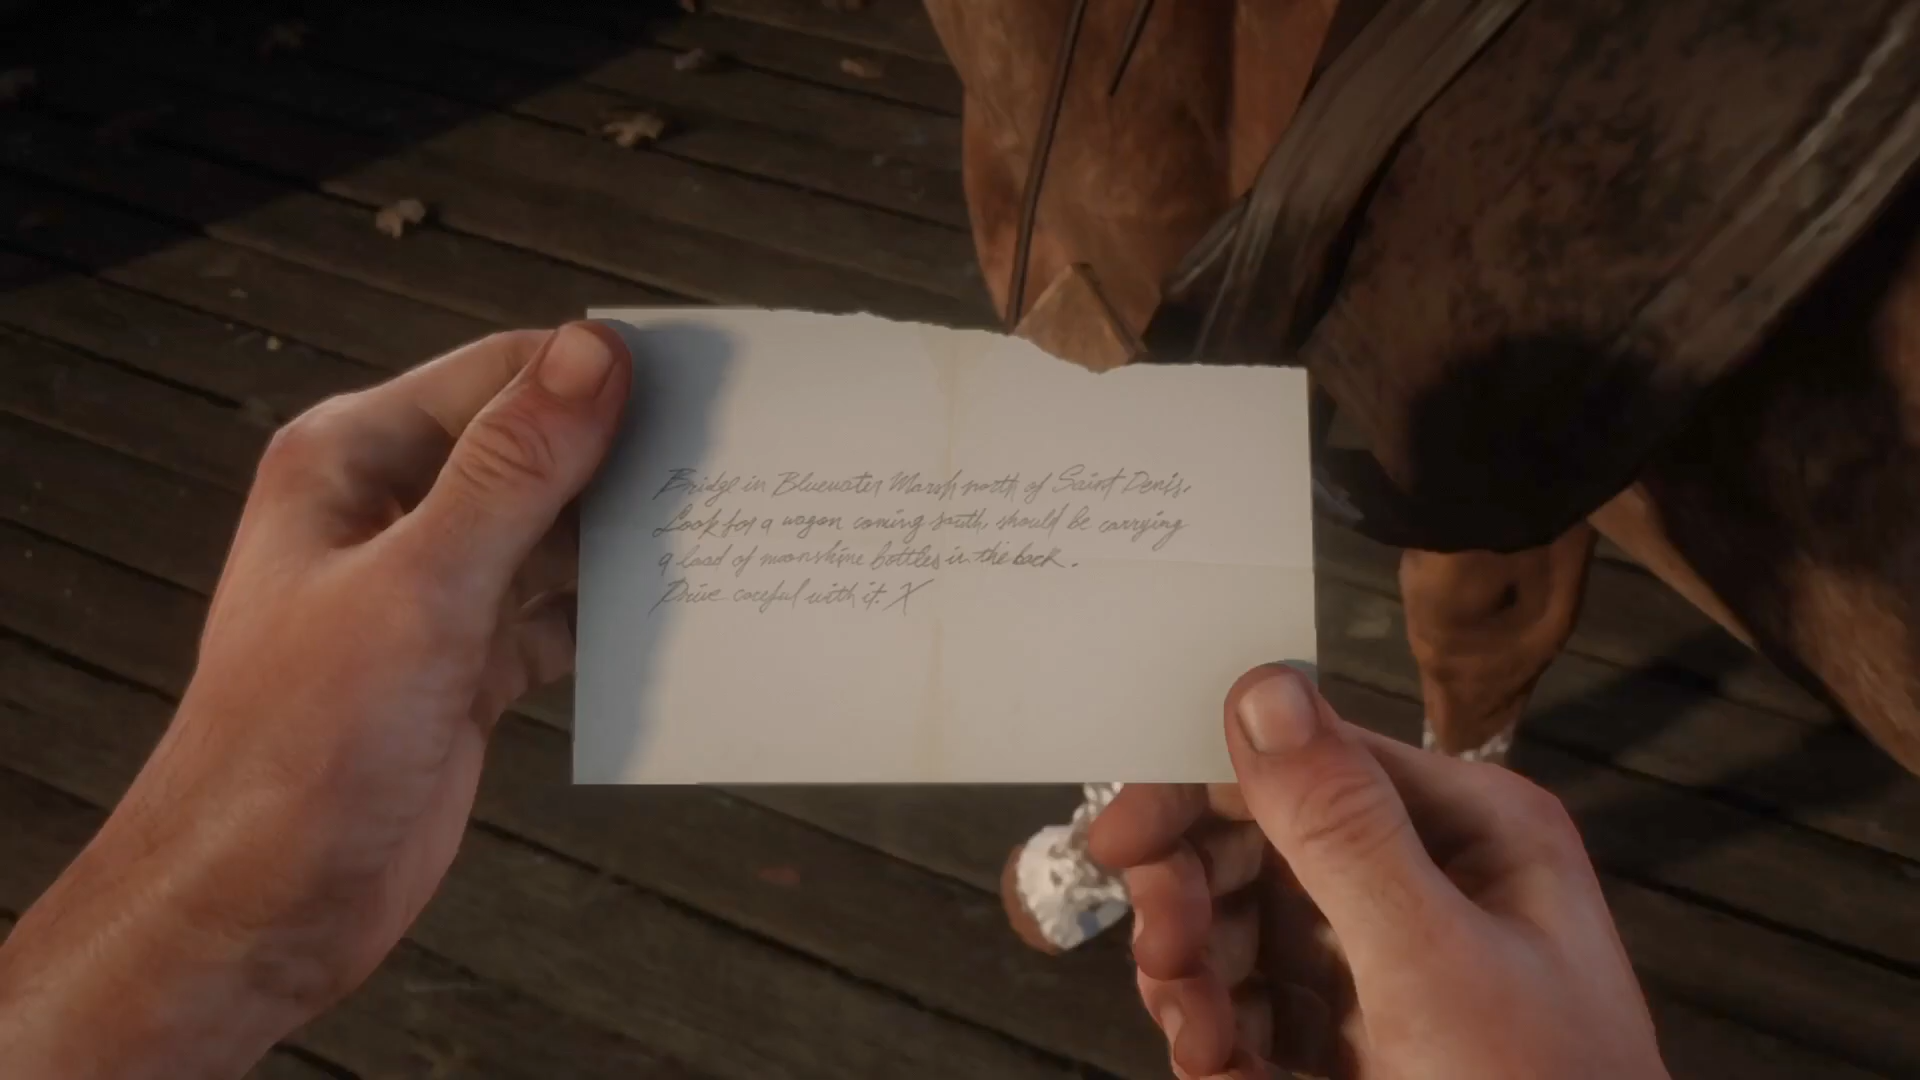 Bridge in Bluewater Marsh north of Saint Denis.
Look for a wagon coming south, should be carrying
a load of moonshine bottles in the back.
Drive careful with it. X